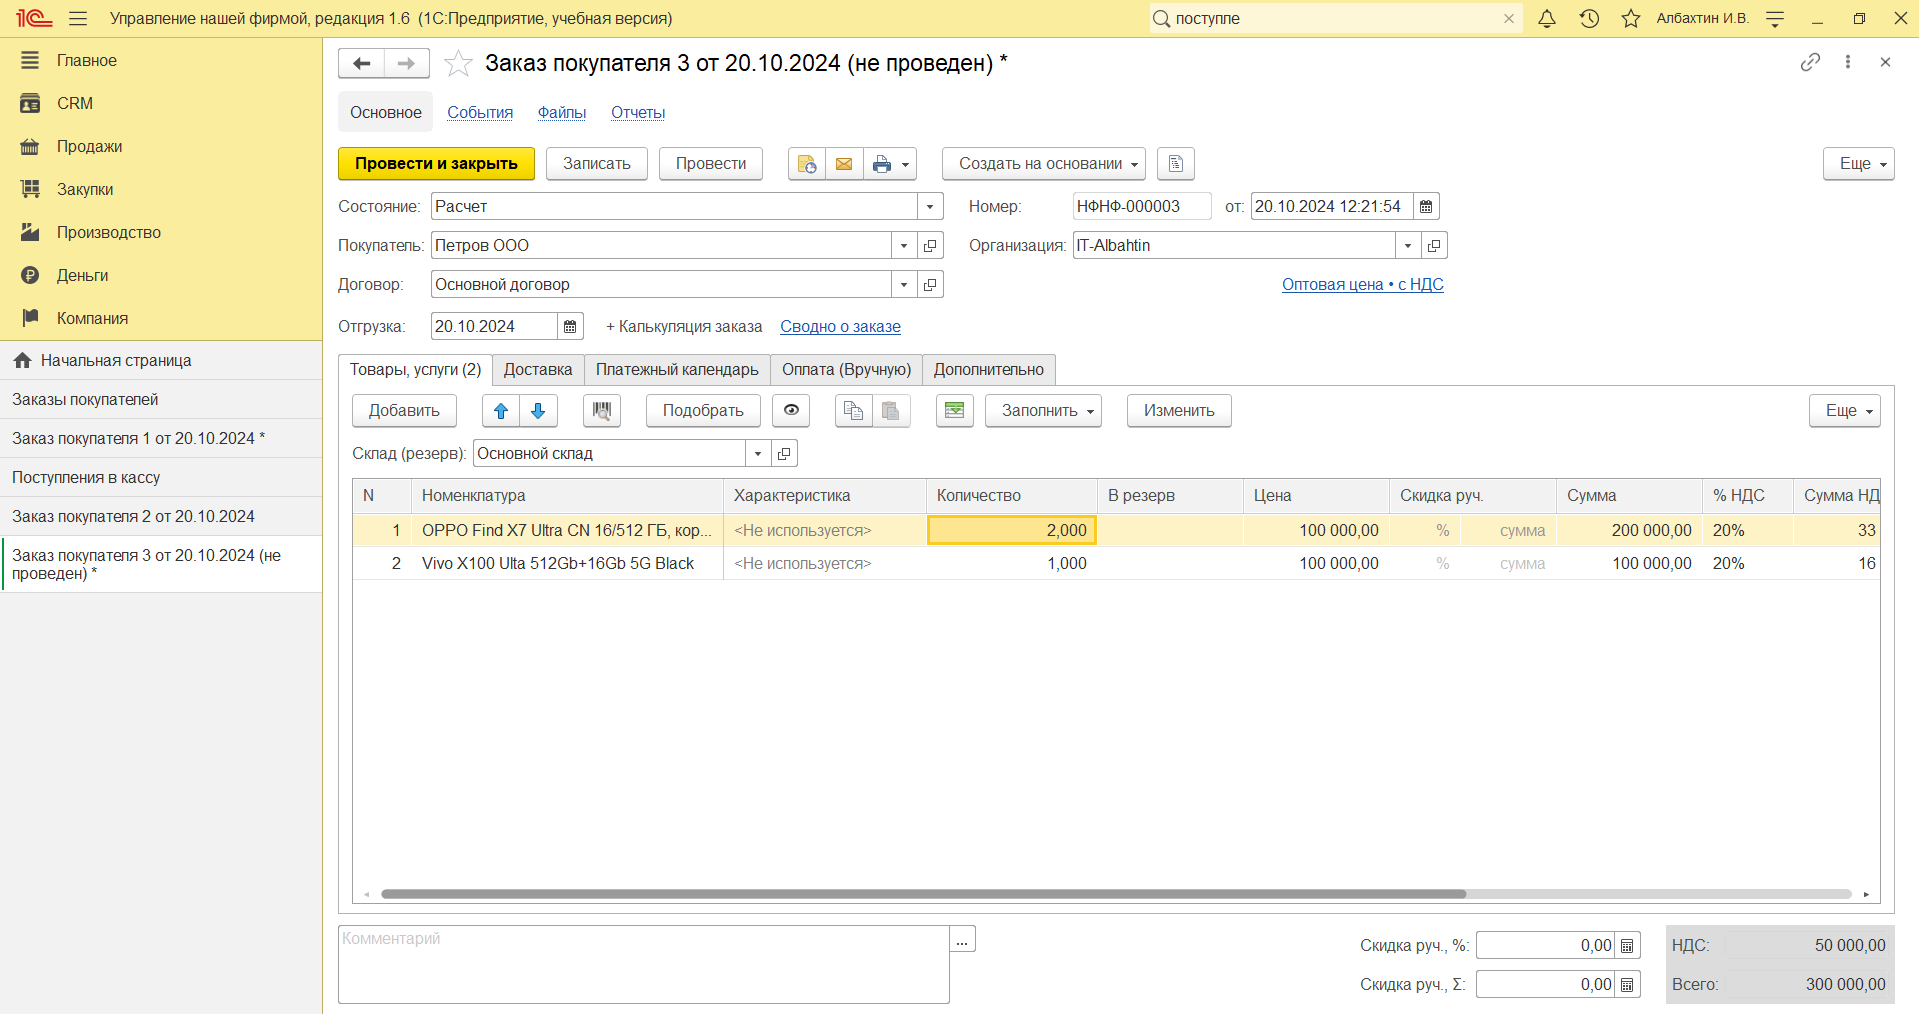 1С Управление нашей фирмой, редакция 1.6 (1С:Предприятие, учебная версия) поступле Албахтин И.В.
Главное
CRM
Продажи
Закупки
Производство
Деньги
Компания
Начальная страница
Заказы покупателей
Заказ покупателя 1 от 20.10.2024 *
Поступления в кассу
Заказ покупателя 2 от 20.10.2024
Заказ покупателя 3 от 20.10.2024 (не
проведен) *
Заказ покупателя 3 от 20.10.2024 (не проведен) *
Основное События Файлы Отчеты
Провести и закрыть Записать Провести Создать на основании Еще
Состояние: Расчет Номер: НФНФ-000003 от: 20.10.2024 12:21:54
Покупатель: Петров ООО Организация: IT-Albahtin
Договор: Основной договор Оптовая цена • с НДС
Отгрузка: 20.10.2024 + Калькуляция заказа Сводно о заказе
Товары, услуги (2) Доставка Платежный календарь Оплата (Вручную) Дополнительно
Добавить Подобрать Заполнить Изменить Еще
Склад (резерв): Основной склад
N Номенклатура Характеристика Количество В резерв Цена Скидка руч. Сумма % НДС Сумма НД
1 OPPO Find X7 Ultra CN 16/512 ГБ, кор... <Не используется> 2,000 100 000,00 % сумма 200 000,00 20% 33
2 Vivo X100 Ulta 512Gb+16Gb 5G Black <Не используется> 1,000 100 000,00 % сумма 100 000,00 20% 16
Комментарий ...
Скидка руч., %: 0,00 НДС: 50 000,00
Скидка руч., Σ: 0,00 Всего: 300 000,00